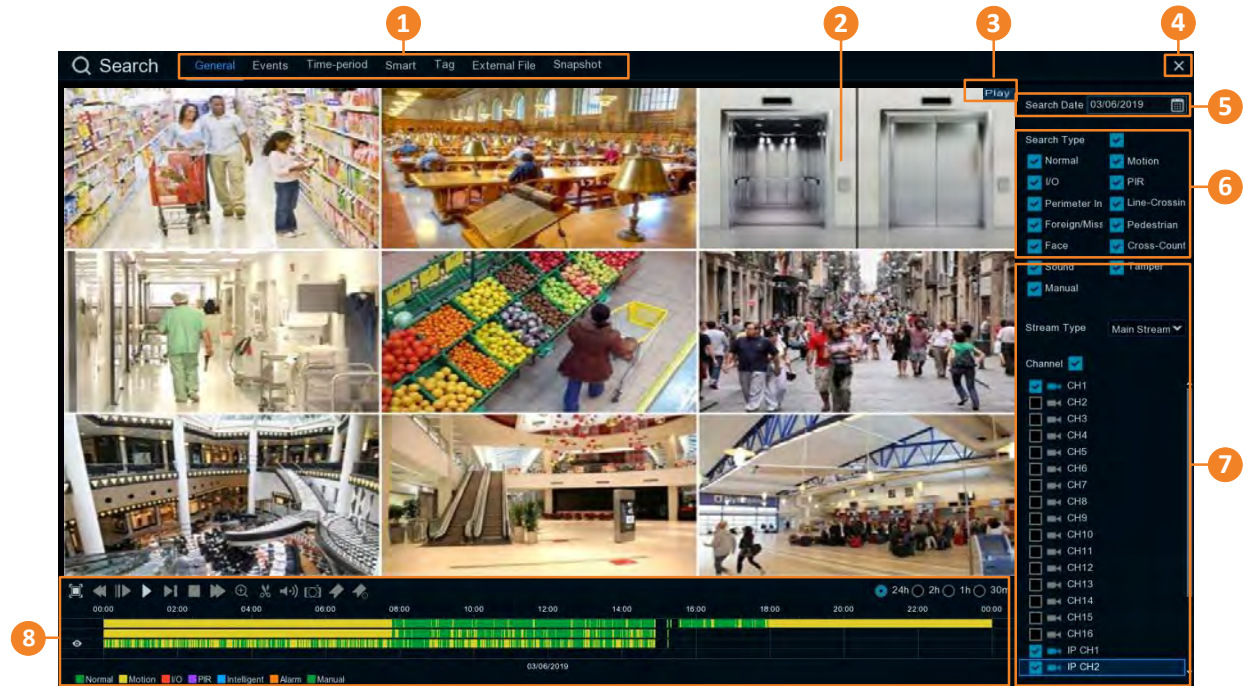 1
2
3
4
Search General Events Time-period Smart Tag External File Snapshot
Play
Search Date 03/06/2019
5
Search Type
Normal Motion
I/O PIR
6
Perimeter In Line-Crossin
Foreign/Miss Pedestrian
Face Cross-Count
Sound Tamper
Manual
Stream Type Main Stream
Channel
CH1
CH2
CH3
CH4
CH5
CH6
7
CH7
CH8
CH9
CH10
CH11
CH12
CH13
CH14
CH15
CH16
IP CH1
IP CH2
24h 2h 1h 30m
00:00 02:00 04:00 06:00 08:00 10:00 12:00 14:00 16:00 18:00 20:00 22:00 00:00
8
03/06/2019
Normal Motion I/O PIR Intelligent Alarm Manual